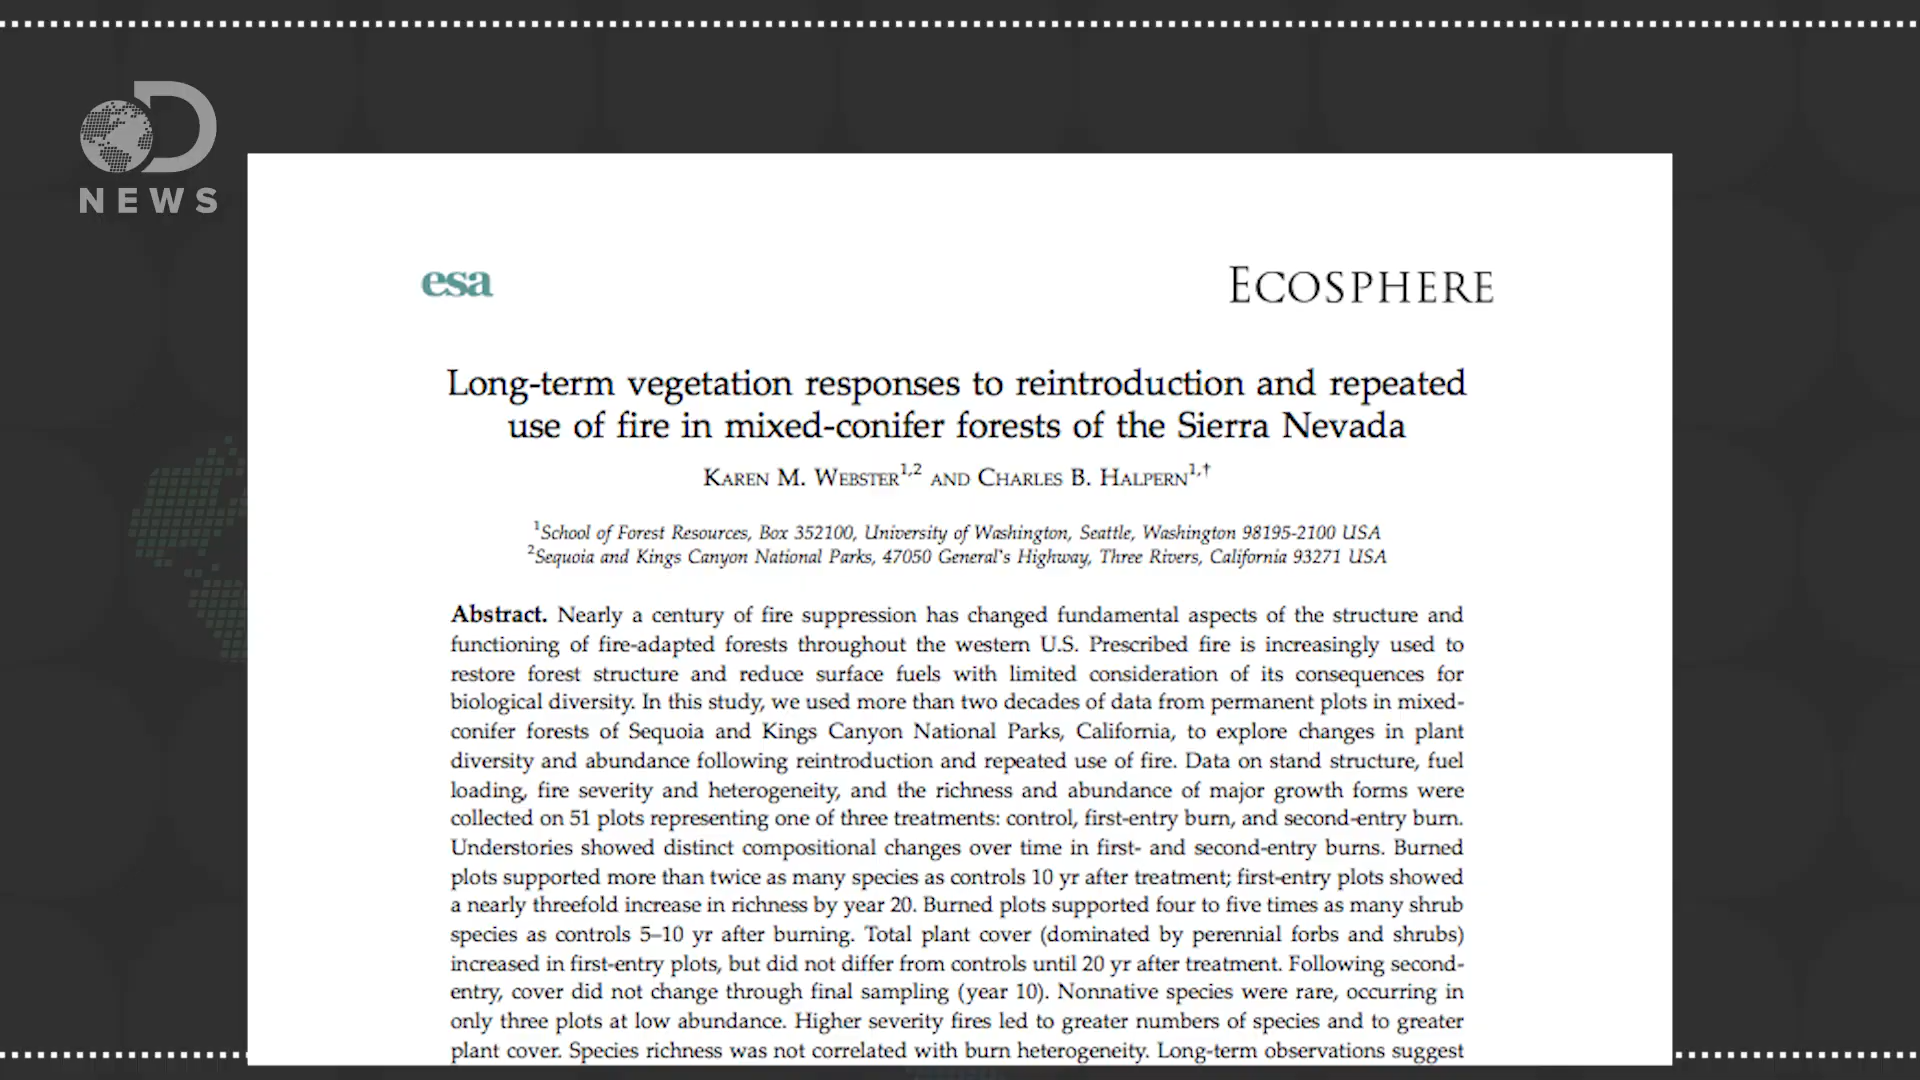 D
NEWS
esa
ECOSPHERE
Long-term vegetation responses to reintroduction and repeated
use of fire in mixed-conifer forests of the Sierra Nevada
KAREN M. WEBSTER1,2 AND CHARLES B. HALPERN1,†
1School of Forest Resources, Box 352100, University of Washington, Seattle, Washington 98195-2100 USA
2Sequoia and Kings Canyon National Parks, 47050 General's Highway, Three Rivers, California 93271 USA
Abstract. Nearly a century of fire suppression has changed fundamental aspects of the structure and
functioning of fire-adapted forests throughout the western U.S. Prescribed fire is increasingly used to
restore forest structure and reduce surface fuels with limited consideration of its consequences for
biological diversity. In this study, we used more than two decades of data from permanent plots in mixed-
conifer forests of Sequoia and Kings Canyon National Parks, California, to explore changes in plant
diversity and abundance following reintroduction and repeated use of fire. Data on stand structure, fuel
loading, fire severity and heterogeneity, and the richness and abundance of major growth forms were
collected on 51 plots representing one of three treatments: control, first-entry burn, and second-entry burn.
Understories showed distinct compositional changes over time in first- and second-entry burns. Burned
plots supported more than twice as many species as controls 10 yr after treatment; first-entry plots showed
a nearly threefold increase in richness by year 20. Burned plots supported four to five times as many shrub
species as controls 5–10 yr after burning. Total plant cover (dominated by perennial forbs and shrubs)
increased in first-entry plots, but did not differ from controls until 20 yr after treatment. Following second-
entry, cover did not change through final sampling (year 10). Nonnative species were rare, occurring in
only three plots at low abundance. Higher severity fires led to greater numbers of species and to greater
plant cover. Species richness was not correlated with burn heterogeneity. Long-term observations suggest